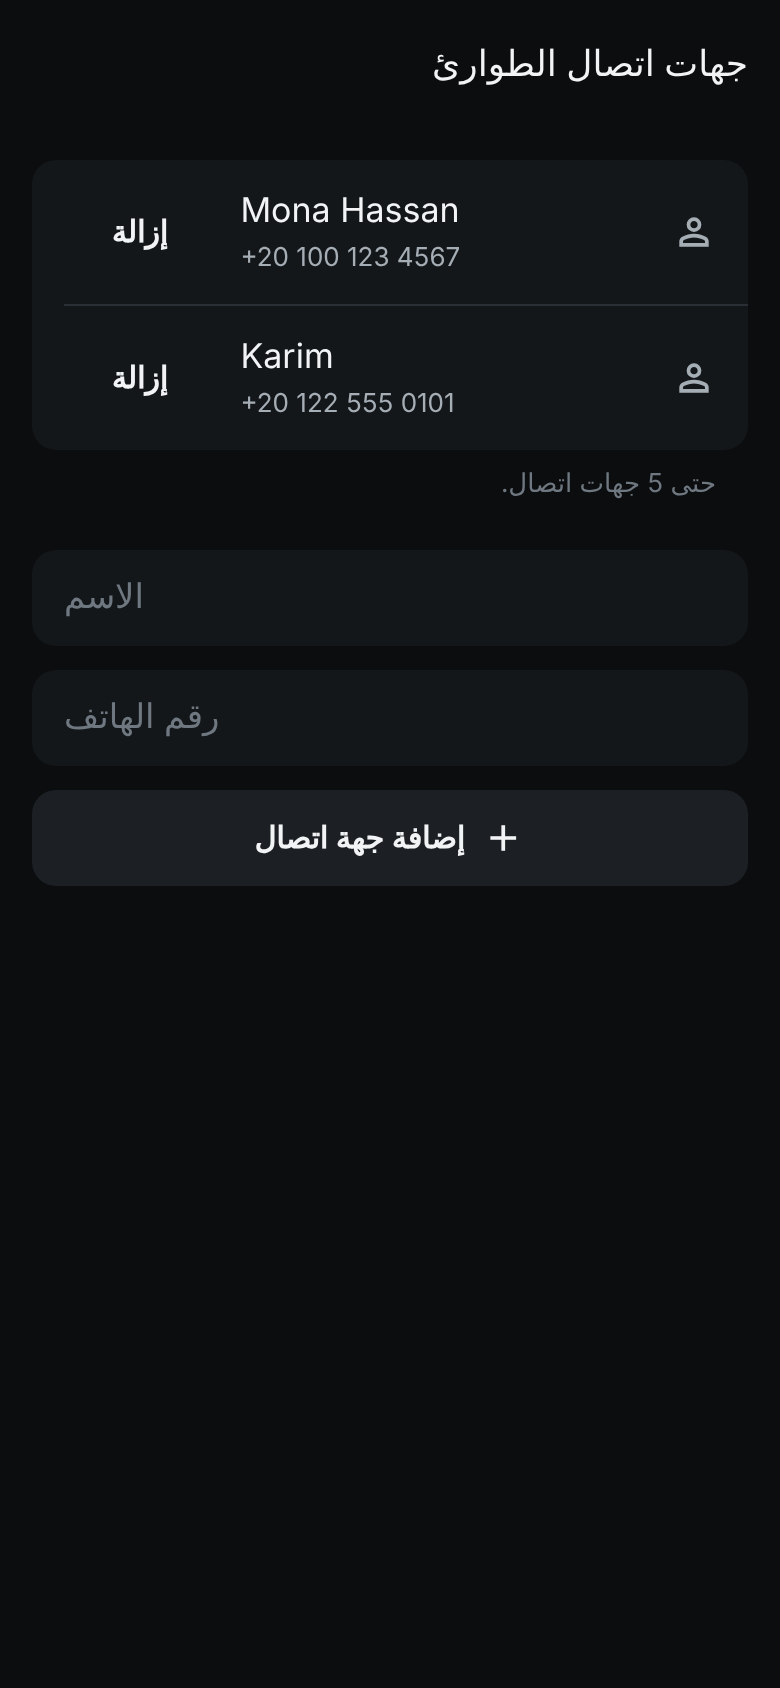 جهات اتصال الطوارئ
Mona Hassan
+20 100 123 4567
إزالة
Karim
+20 122 555 0101
إزالة
حتى 5 جهات اتصال.
الاسم
رقم الهاتف
إضافة جهة اتصال